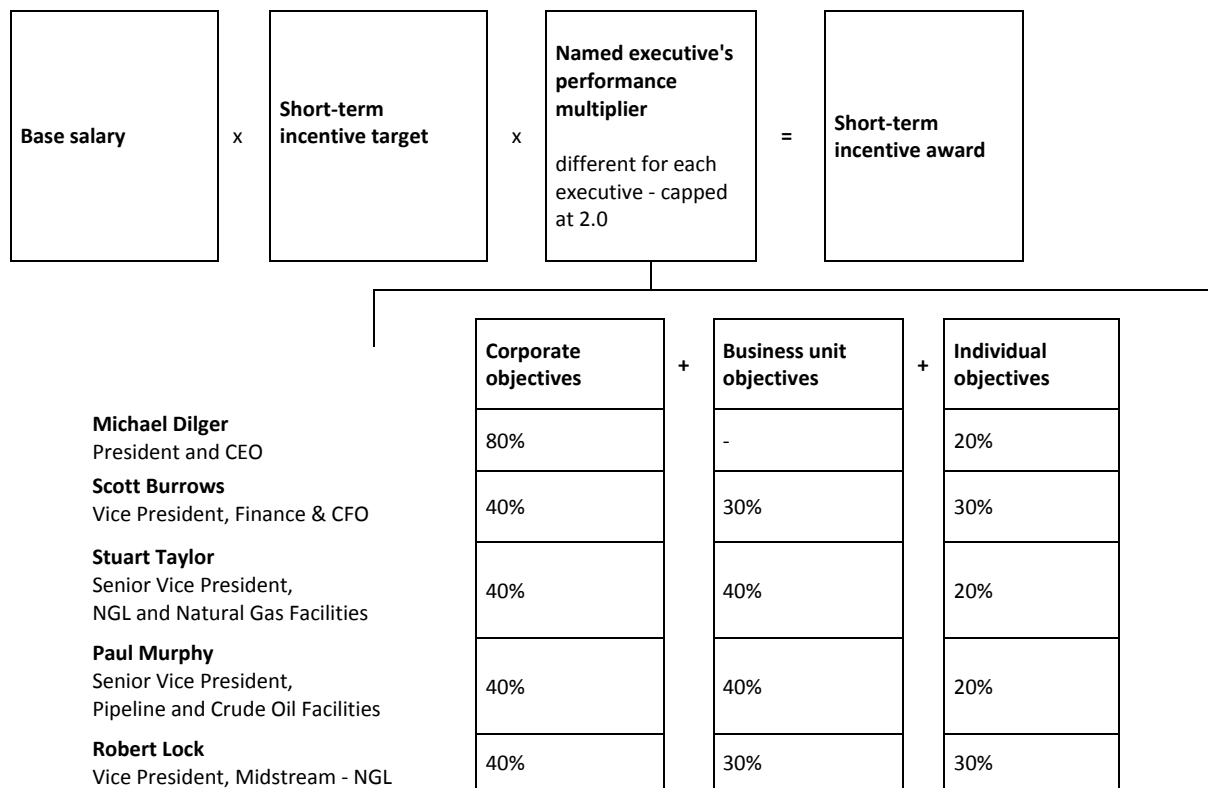 Base salary
x
Short-term
incentive target
x
Named executive's
performance
multiplier
different for each
executive - capped
at 2.0
=
Short-term
incentive award
Corporate
objectives
+
Business unit
objectives
+
Individual
objectives
Michael Dilger
President and CEO
80%
-
20%
Scott Burrows
Vice President, Finance & CFO
40%
30%
30%
Stuart Taylor
Senior Vice President,
NGL and Natural Gas Facilities
40%
40%
20%
Paul Murphy
Senior Vice President,
Pipeline and Crude Oil Facilities
40%
40%
20%
Robert Lock
Vice President, Midstream - NGL
40%
30%
30%